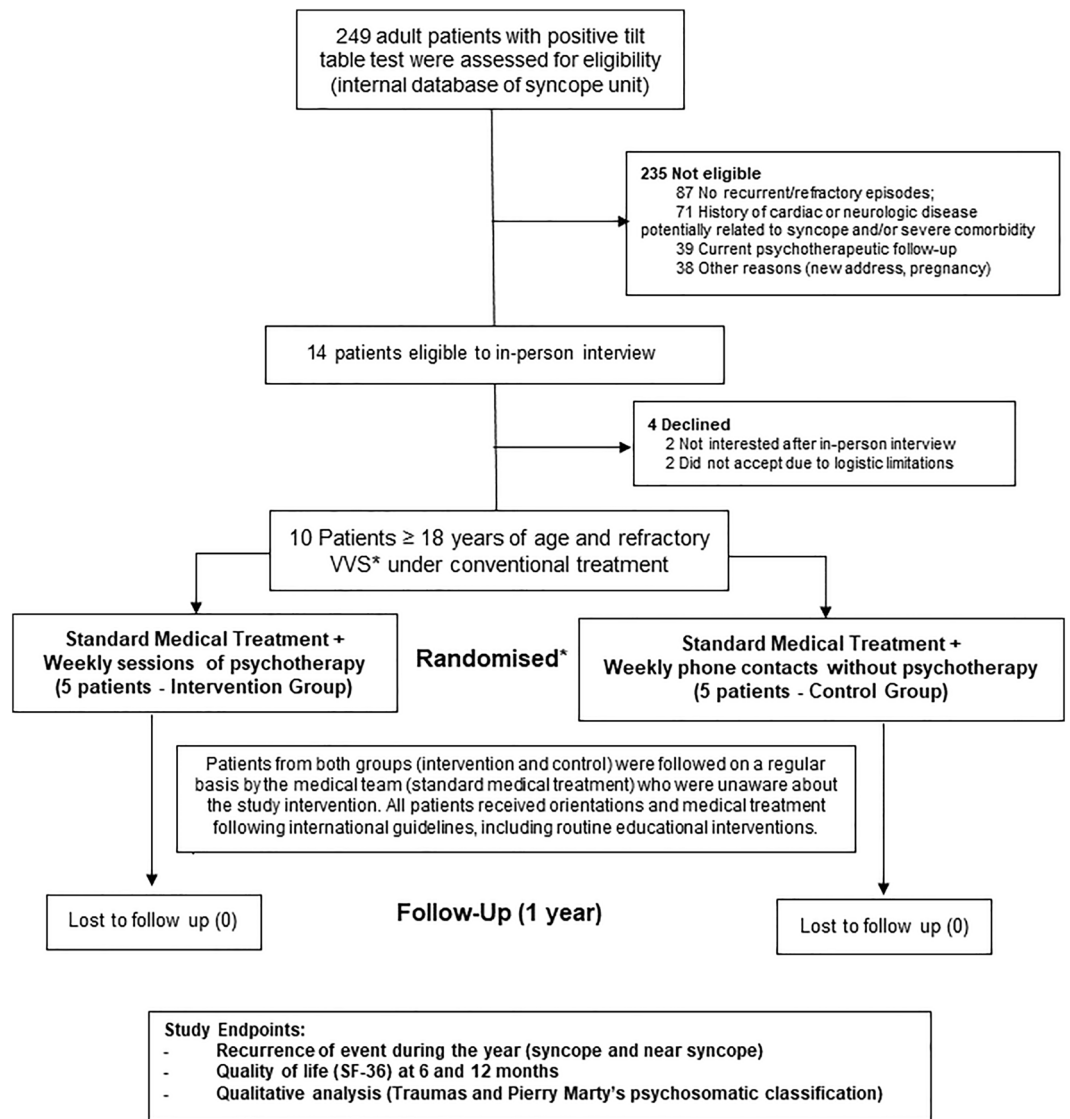 249 adult patients with positive tilt
table test were assessed for eligibility
(internal database of syncope unit)
235 Not eligible
87 No recurrent/refractory episodes;
71 History of cardiac or neurologic disease
potentially related to syncope and/or severe comorbidity
39 Current psychotherapeutic follow-up
38 Other reasons (new address, pregnancy)
14 patients eligible to in-person interview
4 Declined
2 Not interested after in-person interview
2 Did not accept due to logistic limitations
10 Patients ≥ 18 years of age and refractory
VVS* under conventional treatment
Standard Medical Treatment +
Weekly sessions of psychotherapy
(5 patients - Intervention Group)
Randomised*
Standard Medical Treatment +
Weekly phone contacts without psychotherapy
(5 patients - Control Group)
Patients from both groups (intervention and control) were followed on a regular
basis by the medical team (standard medical treatment) who were unaware about
the study intervention. All patients received orientations and medical treatment
following international guidelines, including routine educational interventions.
Lost to follow up (0)
Follow-Up (1 year)
Lost to follow up (0)
Study Endpoints:
- Recurrence of event during the year (syncope and near syncope)
- Quality of life (SF-36) at 6 and 12 months
- Qualitative analysis (Traumas and Pierry Marty's psychosomatic classification)